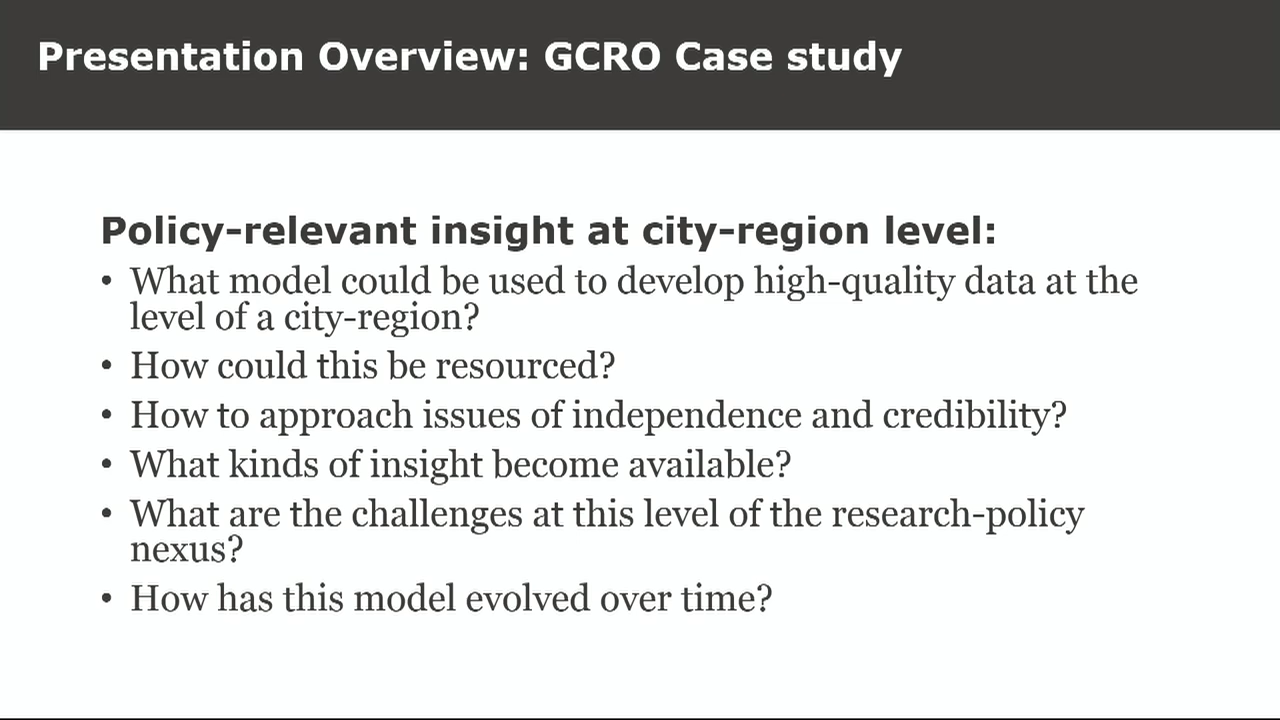 Presentation Overview: GCRO Case study
Policy-relevant insight at city-region level:
• What model could be used to develop high-quality data at the
level of a city-region?
• How could this be resourced?
• How to approach issues of independence and credibility?
• What kinds of insight become available?
• What are the challenges at this level of the research-policy
nexus?
• How has this model evolved over time?